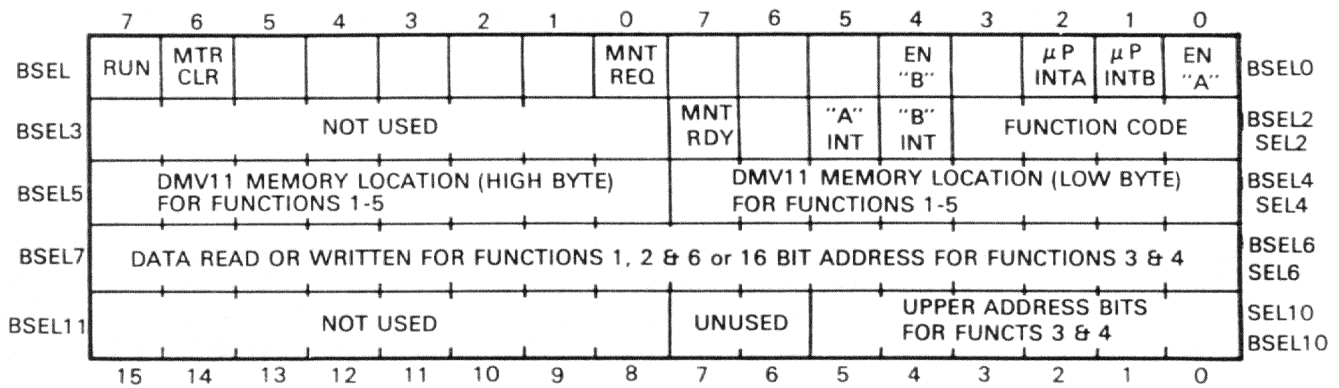 7 6 5 4 3 2 1 0 7 6 5 4 3 2 1 0
BSEL RUN MTR CLR MNT REQ EN "B" µP INTA µP INTB EN "A" BSEL0
BSEL3 NOT USED MNT RDY "A" INT "B" INT FUNCTION CODE BSEL2 SEL2
BSEL5 DMV11 MEMORY LOCATION (HIGH BYTE) FOR FUNCTIONS 1-5 DMV11 MEMORY LOCATION (LOW BYTE) FOR FUNCTIONS 1-5 BSEL4 SEL4
BSEL7 DATA READ OR WRITTEN FOR FUNCTIONS 1, 2 & 6 or 16 BIT ADDRESS FOR FUNCTIONS 3 & 4 BSEL6 SEL6
BSEL11 NOT USED UNUSED UPPER ADDRESS BITS FOR FUNCTS 3 & 4 SEL10 BSEL10
15 14 13 12 11 10 9 8 7 6 5 4 3 2 1 0